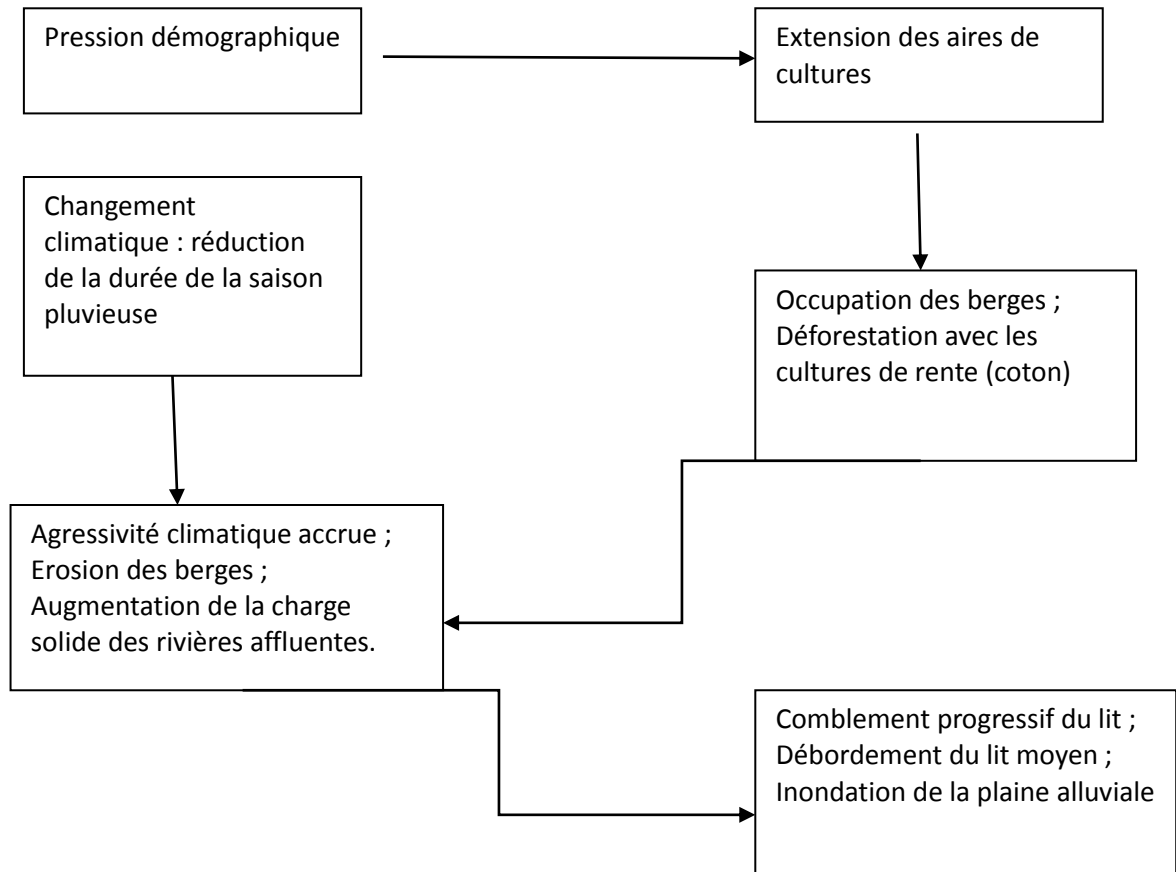 Pression démographique
Extension des aires de
cultures
Changement
climatique : réduction
de la durée de la saison
pluvieuse
Occupation des berges ;
Déforestation avec les
cultures de rente (coton)
Agressivité climatique accrue ;
Erosion des berges ;
Augmentation de la charge
solide des rivières affluentes.
Comblement progressif du lit ;
Débordement du lit moyen ;
Inondation de la plaine alluviale